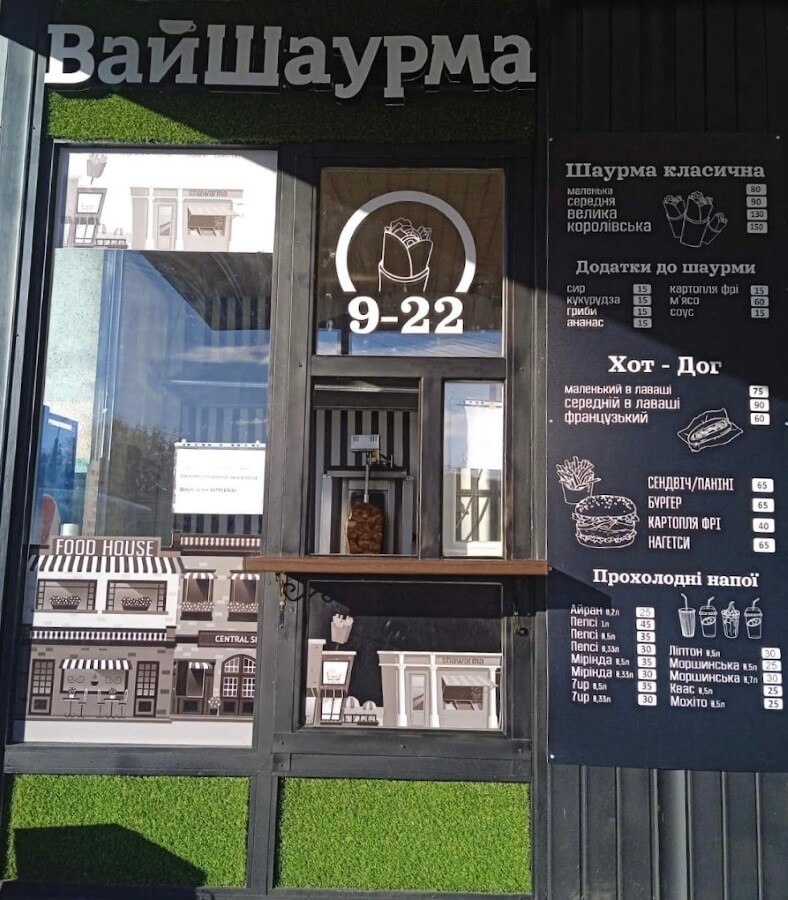 ВайШаурма
shawarma
9-22
FOOD HOUSE
CENTRAL
shawarma
Шаурма класична
маленька 80
середня 90
велика 130
королівська 150
Додатки до шаурми
сир 15 картопля фрі 15
кукурудза 15 м'ясо 60
гриби 15 соус 15
ананас 15
Хот - Дог
маленький в лаваші 75
середній в лаваші 90
французький 60
СЕНДВІЧ/ПАНІНІ 65
БУРГЕР 65
КАРТОПЛЯ ФРІ 40
НАГЕТСИ 65
Прохолодні напої
Айран 0,2л 25
Пепсі 1л 45
Пепсі 0,5л 35
Пепсі 0,33л 30
Мірінда 0,5л 35
Мірінда 0,33л 30
7up 0,5л 35
7up 0,33л 30
Ліптон 0,5л 30
Моршинська 0,5л 25
Моршинська 0,7л 30
Квас 0,5л 25
Мохіто 0,5л 25